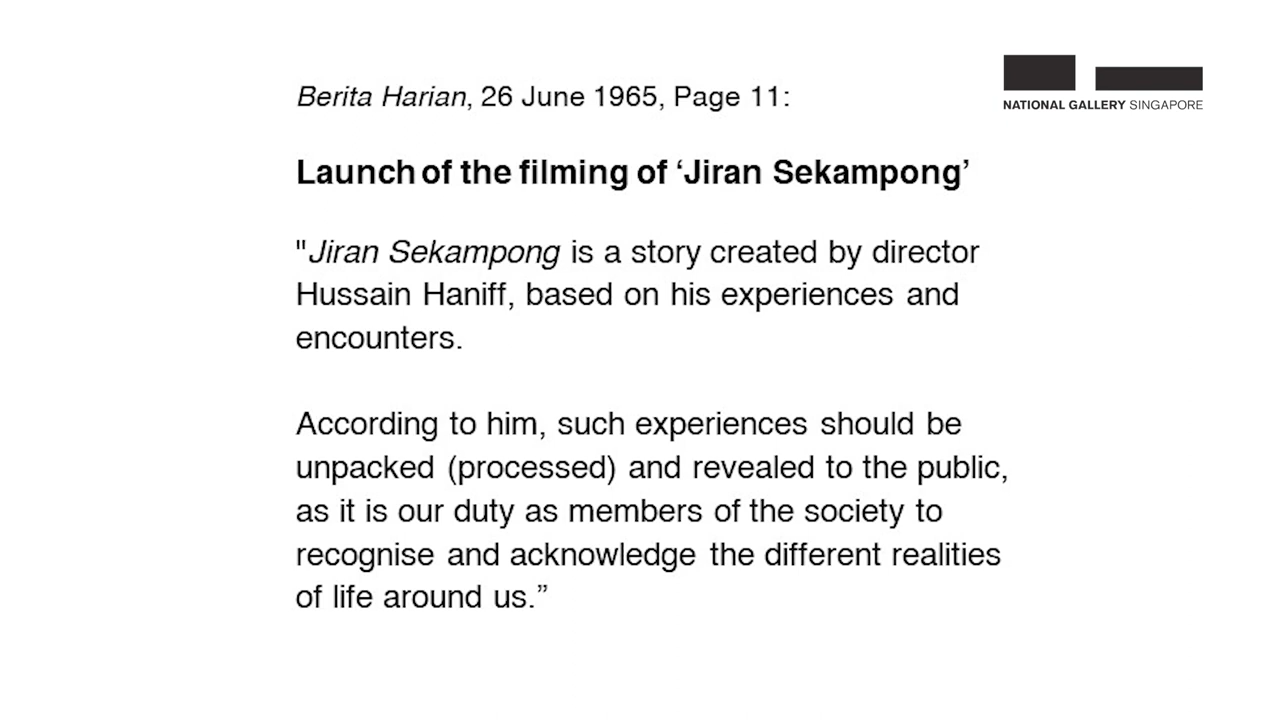 NATIONAL GALLERY SINGAPORE
Berita Harian, 26 June 1965, Page 11:
Launch of the filming of ‘Jiran Sekampong’
"Jiran Sekampong is a story created by director
Hussain Haniff, based on his experiences and
encounters.
According to him, such experiences should be
unpacked (processed) and revealed to the public,
as it is our duty as members of the society to
recognise and acknowledge the different realities
of life around us.”